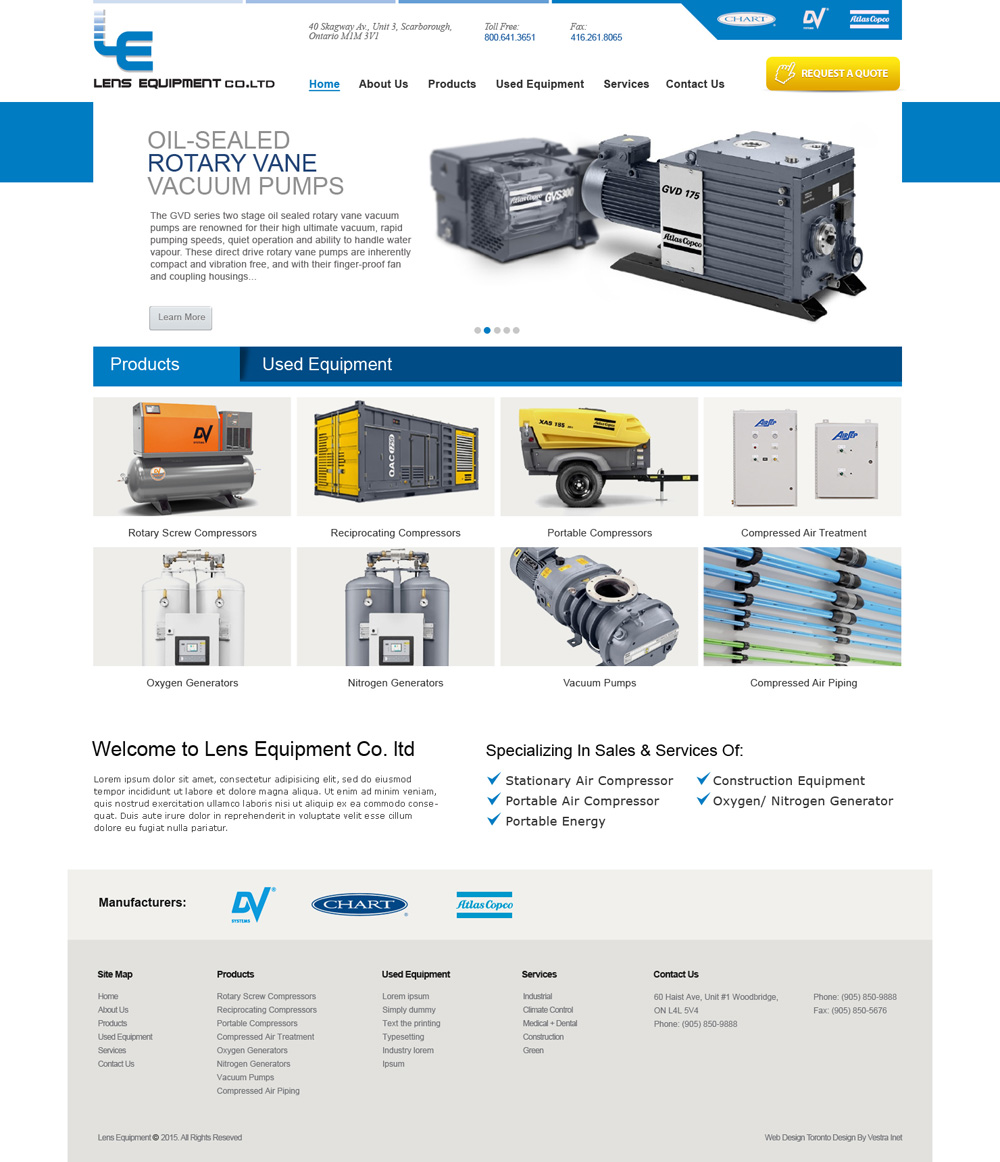 LENS EQUIPMENT CO.LTD
40 Skagway Av., Unit 3, Scarborough,
Ontario M1M 3V1
Toll Free:
800.641.3651
Fax:
416.261.8065
CHART
DV
SYSTEMS
Atlas Copco
Home
About Us
Products
Used Equipment
Services
Contact Us
REQUEST A QUOTE
OIL-SEALED
ROTARY VANE
VACUUM PUMPS
The GVD series two stage oil sealed rotary vane vacuum
pumps are renowned for their high ultimate vacuum, rapid
pumping speeds, quiet operation and ability to handle water
vapour. These direct drive rotary vane pumps are inherently
compact and vibration free, and with their finger-proof fan
and coupling housings...
Learn More
Atlas Copco GVS300
GVD 175
Atlas Copco
Products
Used Equipment
DV
XAS 185
Rotary Screw Compressors
Reciprocating Compressors
Portable Compressors
Compressed Air Treatment
Oxygen Generators
Nitrogen Generators
Vacuum Pumps
Compressed Air Piping
Welcome to Lens Equipment Co. ltd
Lorem ipsum dolor sit amet, consectetur adipisicing elit, sed do eiusmod
tempor incididunt ut labore et dolore magna aliqua. Ut enim ad minim veniam,
quis nostrud exercitation ullamco laboris nisi ut aliquip ex ea commodo conse-
quat. Duis aute irure dolor in reprehenderit in voluptate velit esse cillum
dolore eu fugiat nulla pariatur.
Specializing In Sales & Services Of:
Stationary Air Compressor
Portable Air Compressor
Portable Energy
Construction Equipment
Oxygen/ Nitrogen Generator
Manufacturers:
DV
SYSTEMS
CHART
Atlas Copco
Site Map
Home
About Us
Products
Used Equipment
Services
Contact Us
Products
Rotary Screw Compressors
Reciprocating Compressors
Portable Compressors
Compressed Air Treatment
Oxygen Generators
Nitrogen Generators
Vacuum Pumps
Compressed Air Piping
Used Equipment
Lorem ipsum
Simply dummy
Text the printing
Typesetting
Industry lorem
Ipsum
Services
Industrial
Climate Control
Medical + Dental
Construction
Green
Contact Us
60 Haist Ave, Unit #1 Woodbridge,
ON L4L 5V4
Phone: (905) 850-9888
Phone: (905) 850-9888
Fax: (905) 850-5676
Lens Equipment © 2015. All Rights Reseved
Web Design Toronto Design By Vestra Inet